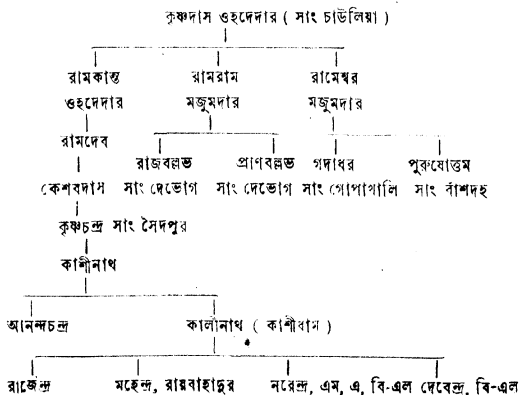 কৃষ্ণদাস ওহদেদার ( সাং চাউলিয়া )
রামকান্ত রামরাম রামেশ্বর
ওহদেদার মজুমদার মজুমদার
রামদেব
রাজবল্লভ প্রাণবল্লভ গদাধর পুরুষোত্তম
কেশবদাস সাং দেভোগ সাং দেভোগ সাং গোপাখালি সাং বাঁশদহ
কৃষ্ণচন্দ্র সাং সৈদপুর
কাশীনাথ
আনন্দচন্দ্র কালীনাথ ( কাশীবাস )
রাজেন্দ্র মহেন্দ্র, রায়বাহাদুর নরেন্দ্র, এম, এ, বি-এল দেবেন্দ্র, বি-এল